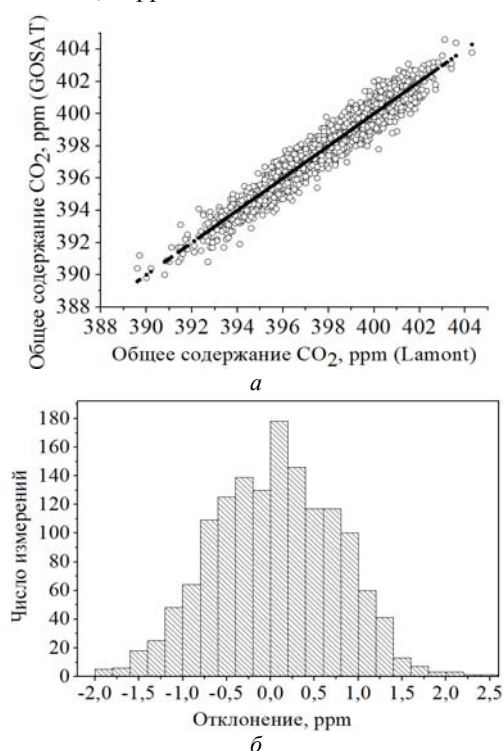 404
402
400
398
396
394
392
390
388
Общее содержание CO2, ppm (GOSAT)
388 390 392 394 396 398 400 402 404
Общее содержание CO2, ppm (Lamont)
а
180
160
140
120
100
80
60
40
20
0
Число измерений
-2,0 -1,5 -1,0 -0,5 0,0 0,5 1,0 1,5 2,0 2,5
Отклонение, ppm
б